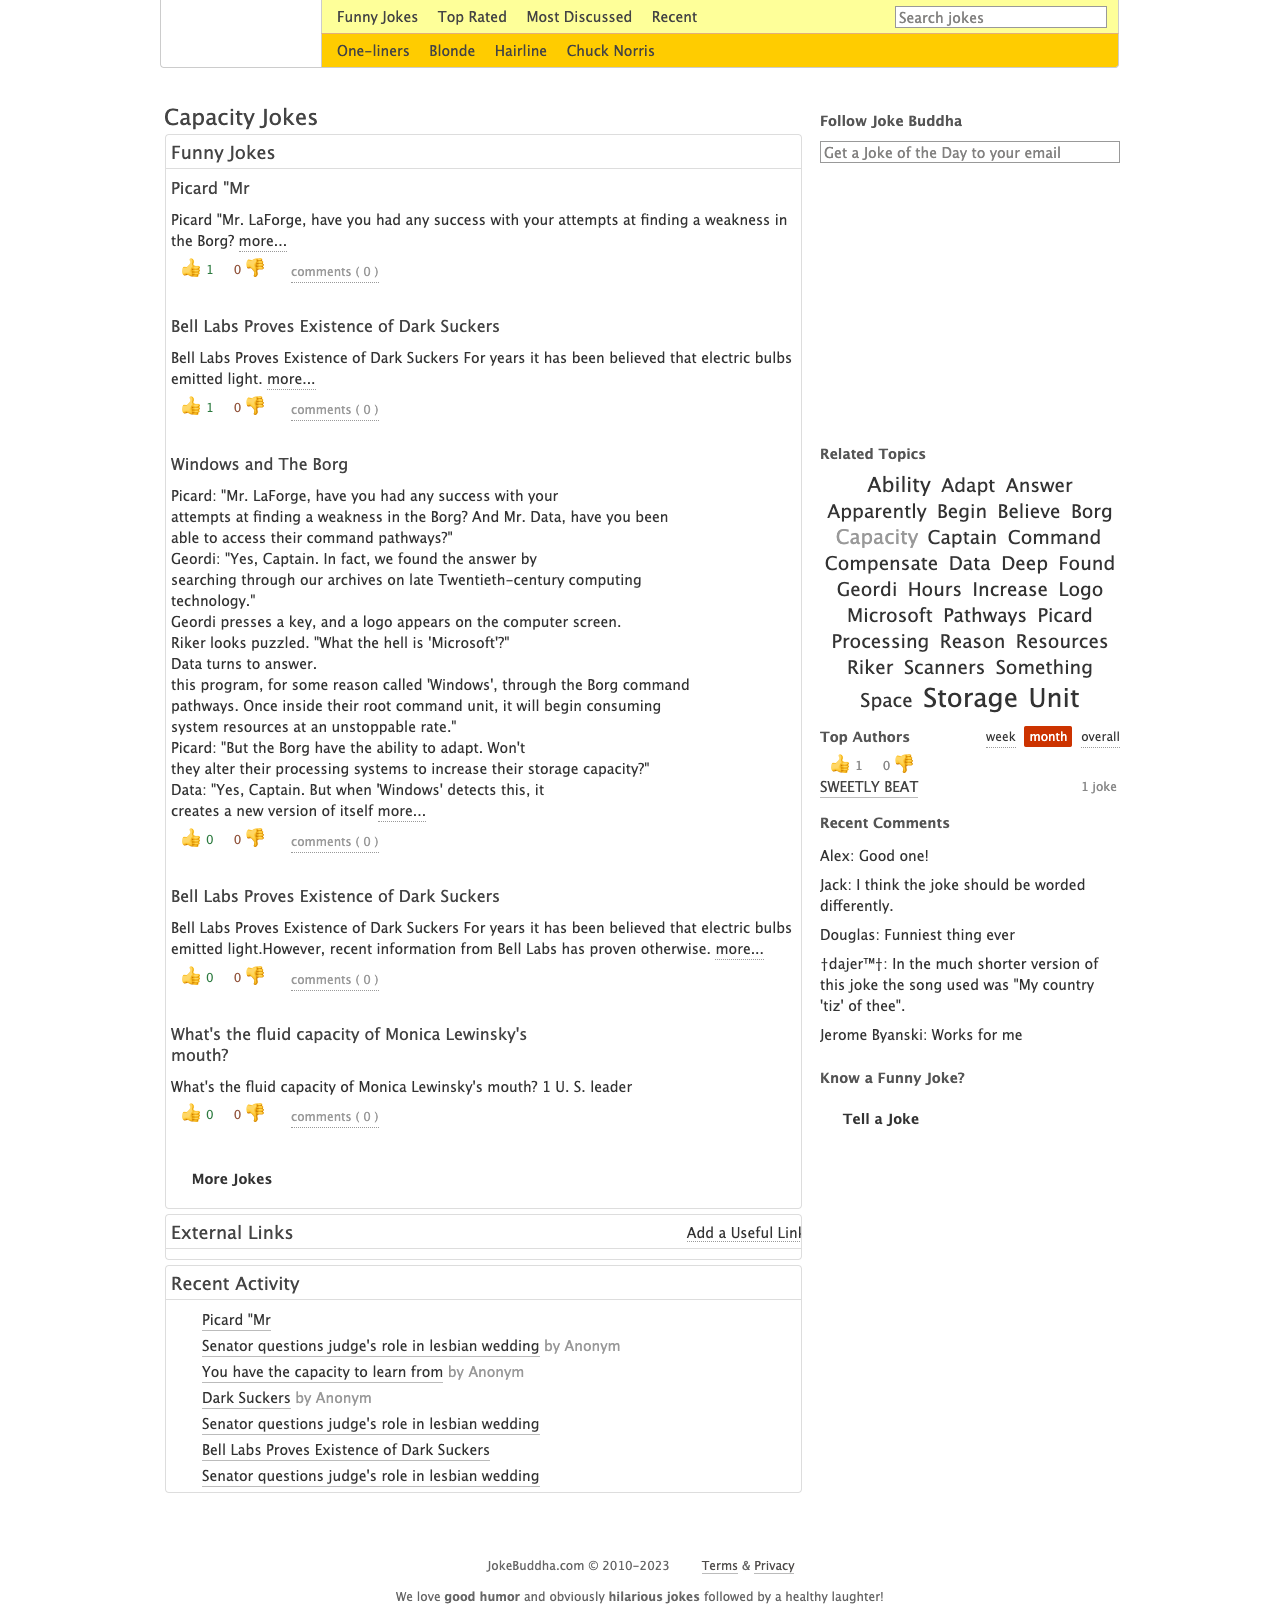 Funny Jokes Top Rated Most Discussed Recent Search jokes
One-liners Blonde Hairline Chuck Norris
Capacity Jokes
Funny Jokes
Picard "Mr
Picard "Mr. LaForge, have you had any success with your attempts at finding a weakness in
the Borg? more...
1 0 comments ( 0 )
Bell Labs Proves Existence of Dark Suckers
Bell Labs Proves Existence of Dark Suckers For years it has been believed that electric bulbs
emitted light. more...
1 0 comments ( 0 )
Windows and The Borg
Picard: "Mr. LaForge, have you had any success with your
attempts at finding a weakness in the Borg? And Mr. Data, have you been
able to access their command pathways?"
Geordi: "Yes, Captain. In fact, we found the answer by
searching through our archives on late Twentieth-century computing
technology."
Geordi presses a key, and a logo appears on the computer screen.
Riker looks puzzled. "What the hell is 'Microsoft'?"
Data turns to answer.
this program, for some reason called 'Windows', through the Borg command
pathways. Once inside their root command unit, it will begin consuming
system resources at an unstoppable rate."
Picard: "But the Borg have the ability to adapt. Won't
they alter their processing systems to increase their storage capacity?"
Data: "Yes, Captain. But when 'Windows' detects this, it
creates a new version of itself more...
0 0 comments ( 0 )
Bell Labs Proves Existence of Dark Suckers
Bell Labs Proves Existence of Dark Suckers For years it has been believed that electric bulbs
emitted light.However, recent information from Bell Labs has proven otherwise. more...
0 0 comments ( 0 )
What's the fluid capacity of Monica Lewinsky's
mouth?
What's the fluid capacity of Monica Lewinsky's mouth? 1 U. S. leader
0 0 comments ( 0 )
More Jokes
External Links Add a Useful Link
Recent Activity
Picard "Mr
Senator questions judge's role in lesbian wedding by Anonym
You have the capacity to learn from by Anonym
Dark Suckers by Anonym
Senator questions judge's role in lesbian wedding
Bell Labs Proves Existence of Dark Suckers
Senator questions judge's role in lesbian wedding
Follow Joke Buddha
Get a Joke of the Day to your email
Related Topics
Ability Adapt Answer
Apparently Begin Believe Borg
Capacity Captain Command
Compensate Data Deep Found
Geordi Hours Increase Logo
Microsoft Pathways Picard
Processing Reason Resources
Riker Scanners Something
Space Storage Unit
Top Authors week month overall
1 0
SWEETLY BEAT 1 joke
Recent Comments
Alex: Good one!
Jack: I think the joke should be worded
differently.
Douglas: Funniest thing ever
†dajer™†: In the much shorter version of
this joke the song used was "My country
'tiz' of thee".
Jerome Byanski: Works for me
Know a Funny Joke?
Tell a Joke
JokeBuddha.com © 2010-2023 Terms & Privacy
We love good humor and obviously hilarious jokes followed by a healthy laughter!